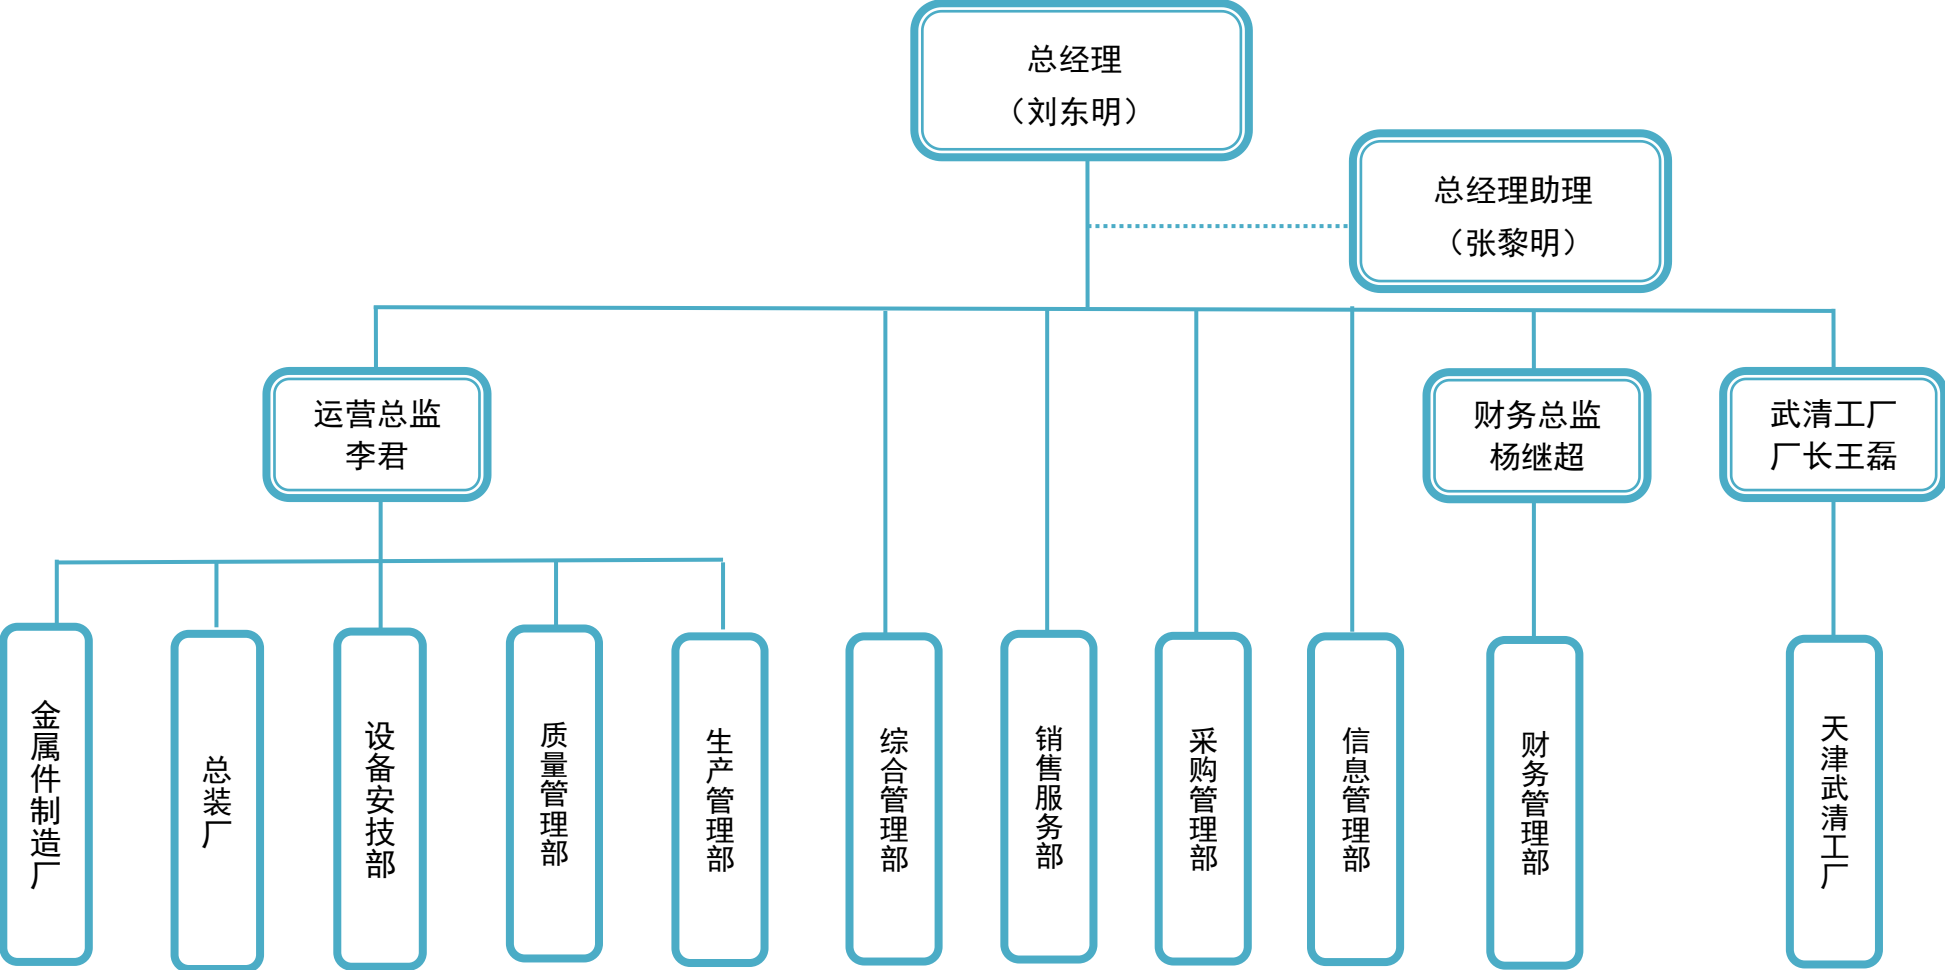 总经理
（刘东明）
总经理助理
（张黎明）
运营总监
李君
财务总监
杨继超
武清工厂
厂长王磊
金属件制造厂
总装厂
设备安技部
质量管理部
生产管理部
综合管理部
销售服务部
采购管理部
信息管理部
财务管理部
天津武清工厂